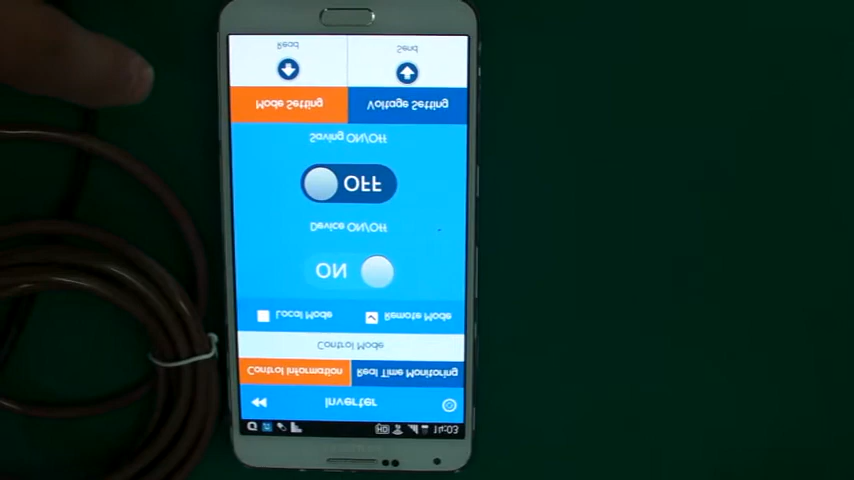 14:03
Inverter
Control Information Real Time Monitoring
Control Mode
Local Mode Remote Mode
ON
Device ON/OFF
OFF
Saving ON/OFF
Mode Setting Voltage Setting
Read Send